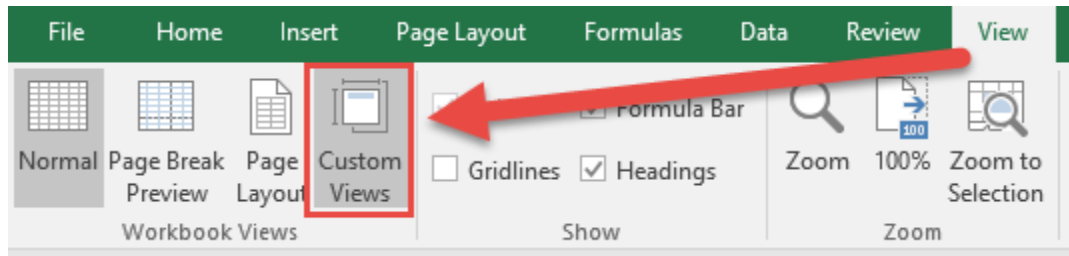 File Home Insert Page Layout Formulas Data Review View
Formula Bar
Normal Page Break Preview Page Layout Custom Views
Gridlines Headings
Zoom 100% Zoom to Selection
100
Workbook Views Show Zoom